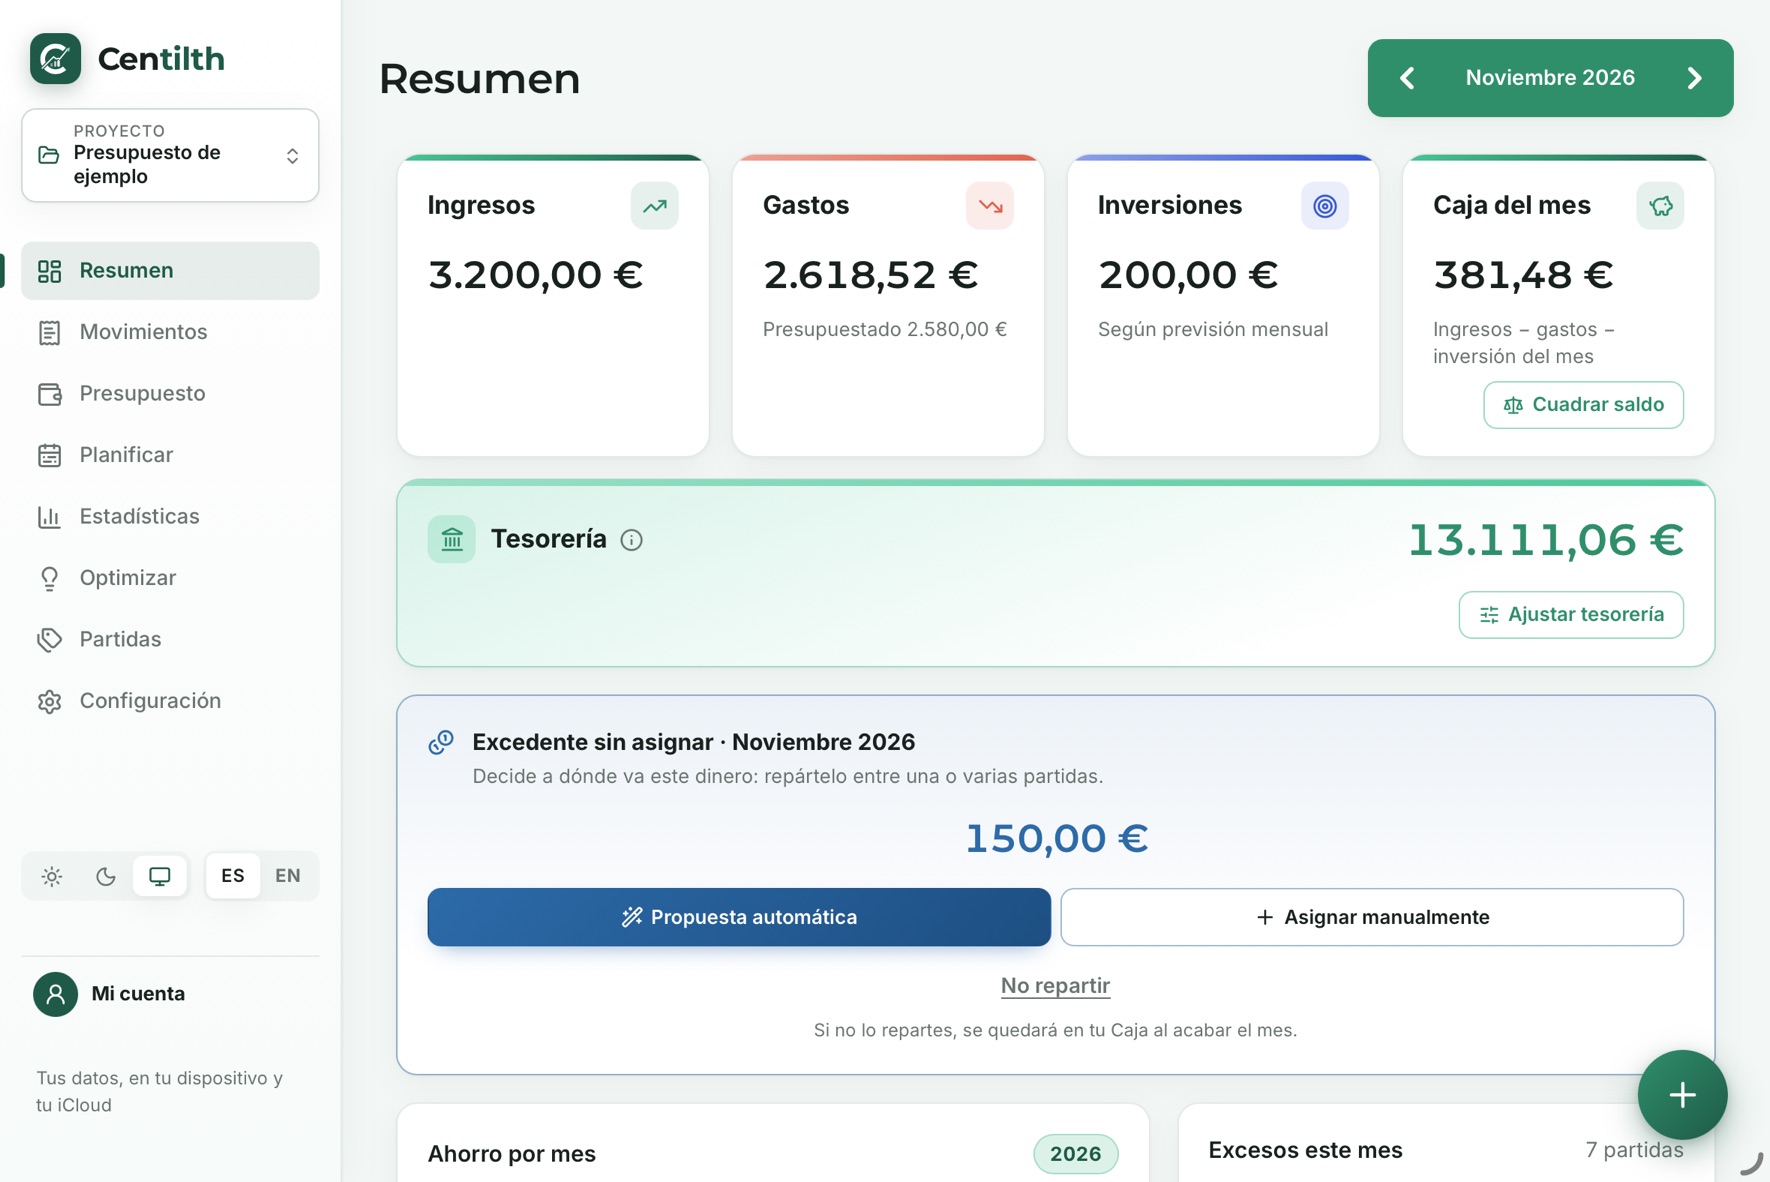 Centilth
PROYECTO
Presupuesto de
ejemplo
Resumen
Movimientos
Presupuesto
Planificar
Estadísticas
Optimizar
Partidas
Configuración
ES
EN
Mi cuenta
Tus datos, en tu dispositivo y
tu iCloud
Resumen
Noviembre 2026
Ingresos
3.200,00 €
Gastos
2.618,52 €
Presupuestado 2.580,00 €
Inversiones
200,00 €
Según previsión mensual
Caja del mes
381,48 €
Ingresos – gastos –
inversión del mes
Cuadrar saldo
Tesorería
13.111,06 €
Ajustar tesorería
Excedente sin asignar · Noviembre 2026
Decide a dónde va este dinero: repártelo entre una o varias partidas.
150,00 €
Propuesta automática
Asignar manualmente
No repartir
Si no lo repartes, se quedará en tu Caja al acabar el mes.
Ahorro por mes
2026
Excesos este mes
7 partidas